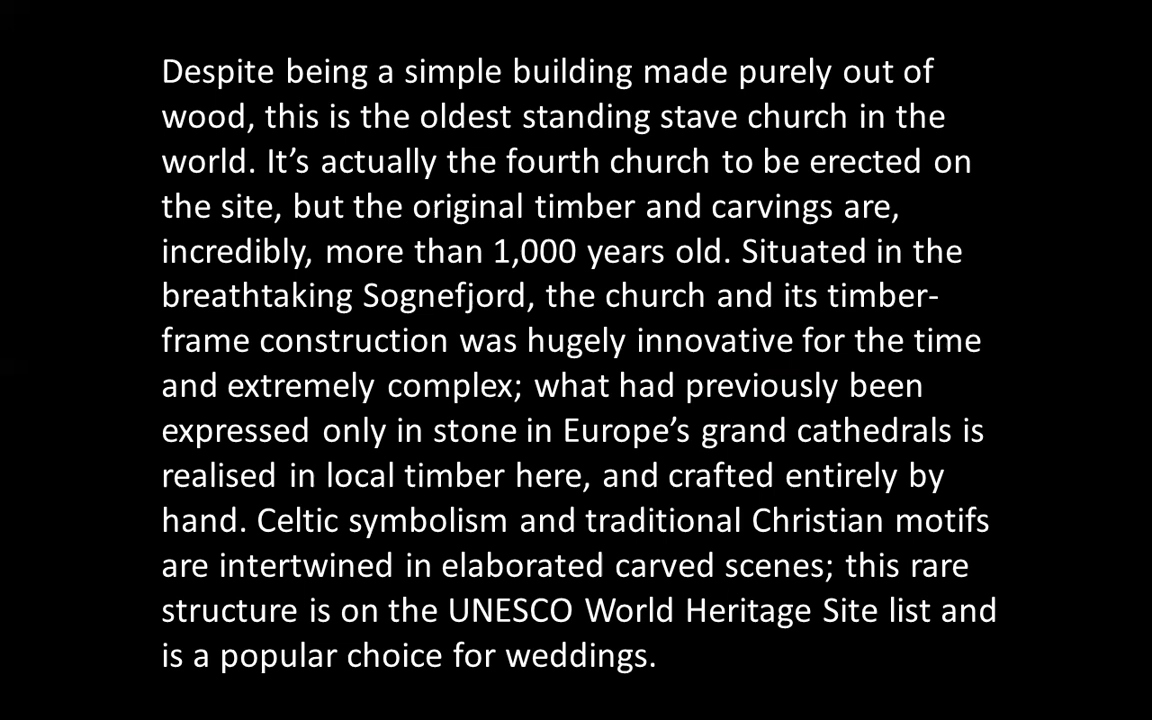 Despite being a simple building made purely out of
wood, this is the oldest standing stave church in the
world. It’s actually the fourth church to be erected on
the site, but the original timber and carvings are,
incredibly, more than 1,000 years old. Situated in the
breathtaking Sognefjord, the church and its timber-
frame construction was hugely innovative for the time
and extremely complex; what had previously been
expressed only in stone in Europe’s grand cathedrals is
realised in local timber here, and crafted entirely by
hand. Celtic symbolism and traditional Christian motifs
are intertwined in elaborated carved scenes; this rare
structure is on the UNESCO World Heritage Site list and
is a popular choice for weddings.